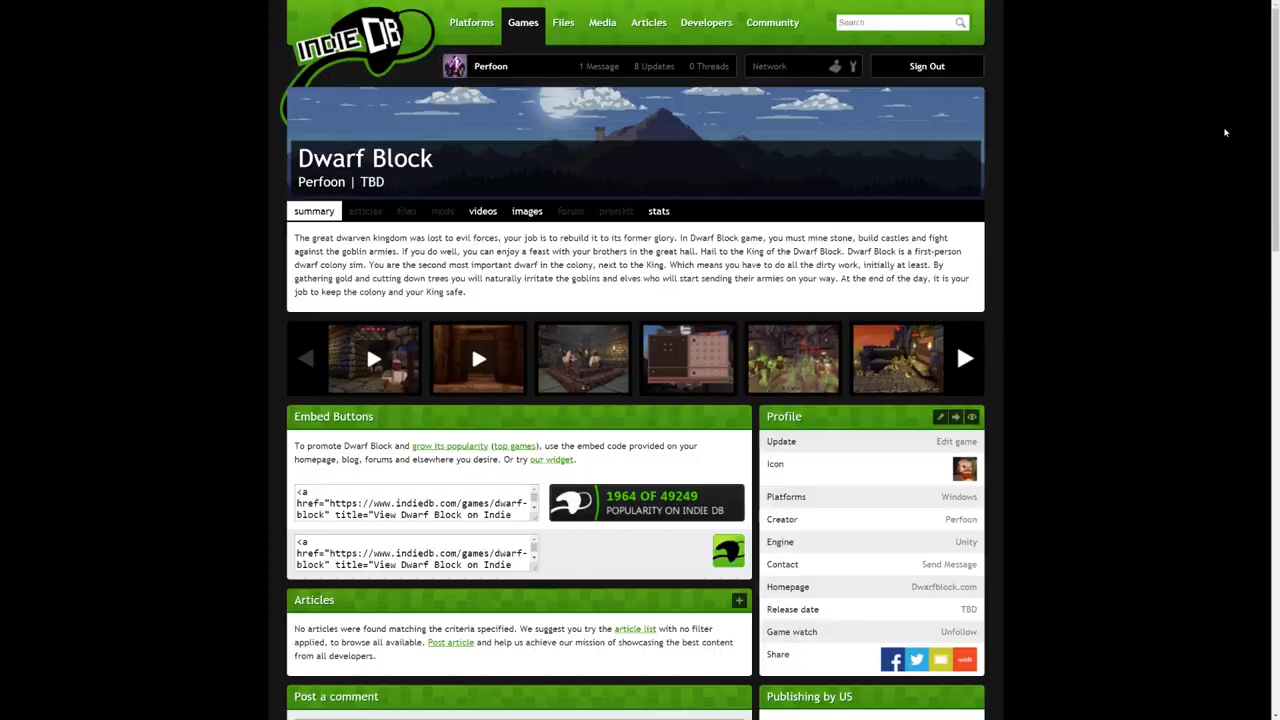 INDIE DB
Platforms Games Files Media Articles Developers Community Search
Perfoon 1 Message 8 Updates 0 Threads Network Sign Out
Dwarf Block
Perfoon | TBD
summary articles files mods videos images forum presskit stats
The great dwarven kingdom was lost to evil forces, your job is to rebuild it to its former glory. In Dwarf Block game, you must mine stone, build castles and fight
against the goblin armies. If you do well, you can enjoy a feast with your brothers in the great hall. Hail to the King of the Dwarf Block. Dwarf Block is a first-person
dwarf colony sim. You are the second most important dwarf in the colony, next to the King. Which means you have to do all the dirty work, initially at least. By
gathering gold and cutting down trees you will naturally irritate the goblins and elves who will start sending their armies on your way. At the end of the day, it is your
job to keep the colony and your King safe.
Embed Buttons
To promote Dwarf Block and grow its popularity (top games), use the embed code provided on your
homepage, blog, forums and elsewhere you desire. Or try our widget.
<a
href="https://www.indiedb.com/games/dwarf-
block" title="View Dwarf Block on Indie
1964 OF 49249
POPULARITY ON INDIE DB
<a
href="https://www.indiedb.com/games/dwarf-
block" title="View Dwarf Block on Indie
Articles
No articles were found matching the criteria specified. We suggest you try the article list with no filter
applied, to browse all available. Post article and help us achieve our mission of showcasing the best content
from all developers.
Post a comment
Profile
Update Edit game
Icon
Platforms Windows
Creator Perfoon
Engine Unity
Contact Send Message
Homepage Dwarfblock.com
Release date TBD
Game watch Unfollow
Share reddit
Publishing by US